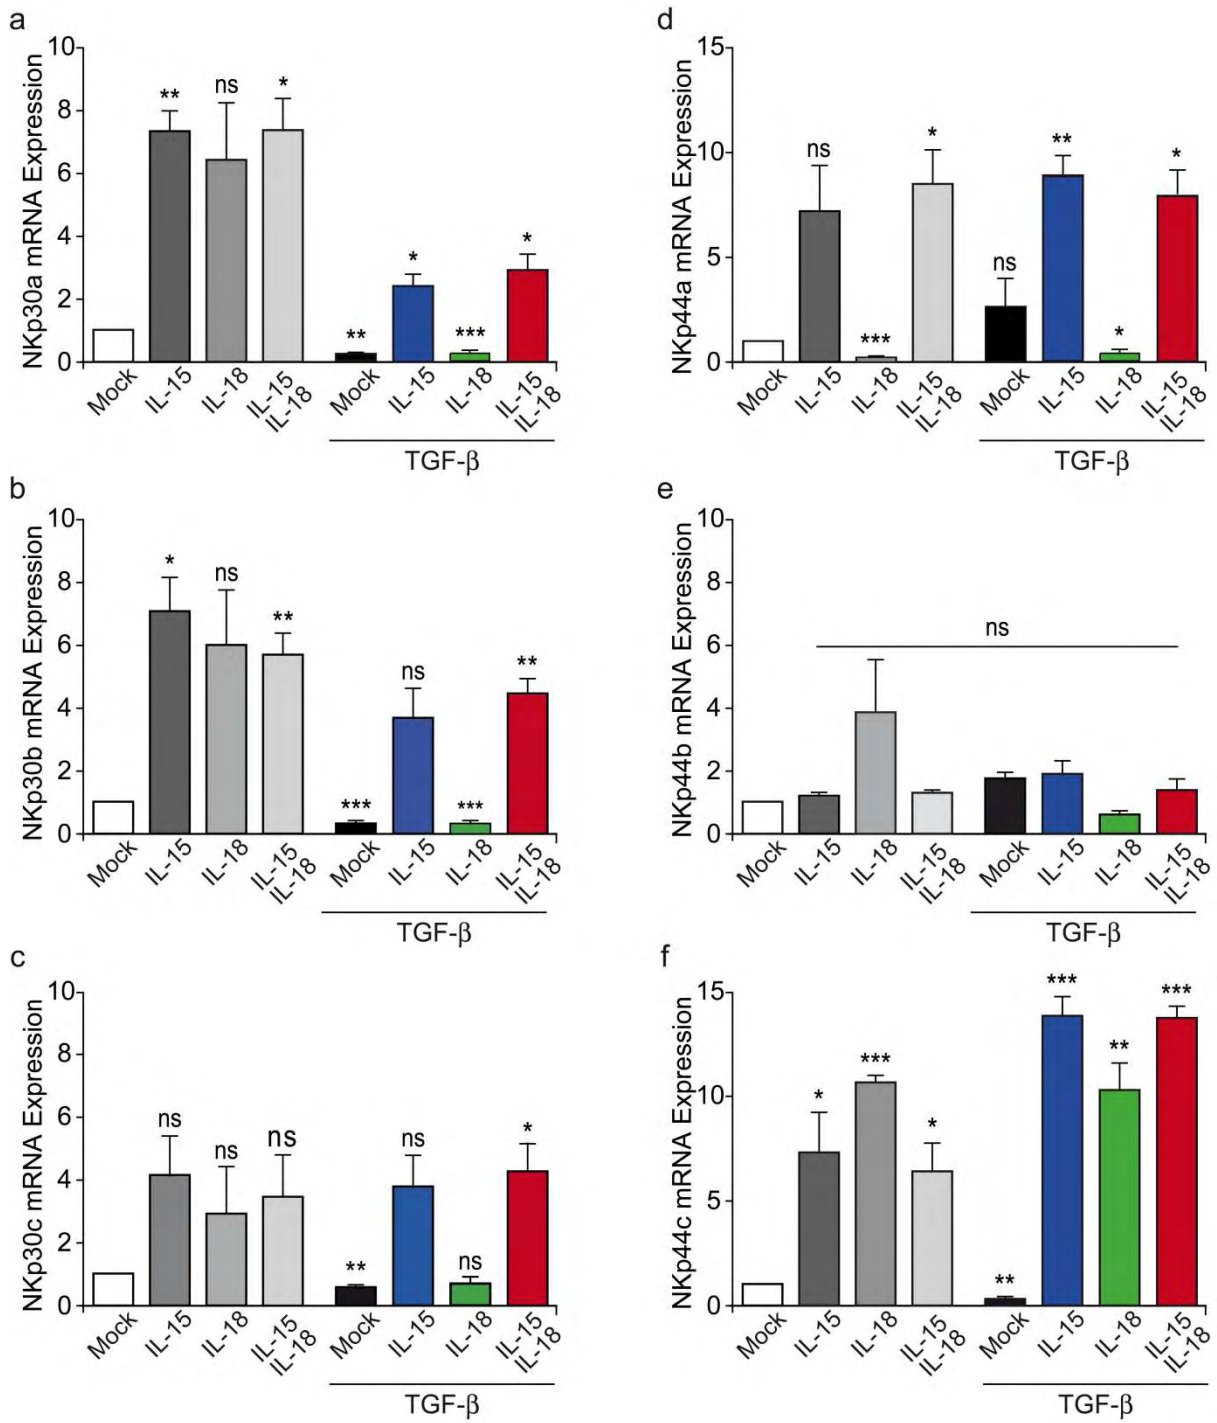 a
NKp30a mRNA Expression
10
8
6
4
2
0
**
ns
*
**
*
***
*
Mock
IL-15
IL-18
IL-15
IL-18
Mock
IL-15
IL-18
IL-15
IL-18
TGF-β
b
NKp30b mRNA Expression
10
8
6
4
2
0
*
ns
**
***
ns
***
**
Mock
IL-15
IL-18
IL-15
IL-18
Mock
IL-15
IL-18
IL-15
IL-18
TGF-β
c
NKp30c mRNA Expression
10
8
6
4
2
0
ns
ns
ns
**
ns
ns
*
Mock
IL-15
IL-18
IL-15
IL-18
Mock
IL-15
IL-18
IL-15
IL-18
TGF-β
d
NKp44a mRNA Expression
15
10
5
0
ns
***
*
ns
**
*
*
Mock
IL-15
IL-18
IL-15
IL-18
Mock
IL-15
IL-18
IL-15
IL-18
TGF-β
e
NKp44b mRNA Expression
10
8
6
4
2
0
ns
Mock
IL-15
IL-18
IL-15
IL-18
Mock
IL-15
IL-18
IL-15
IL-18
TGF-β
f
NKp44c mRNA Expression
15
10
5
0
*
***
*
**
***
**
***
Mock
IL-15
IL-18
IL-15
IL-18
Mock
IL-15
IL-18
IL-15
IL-18
TGF-β